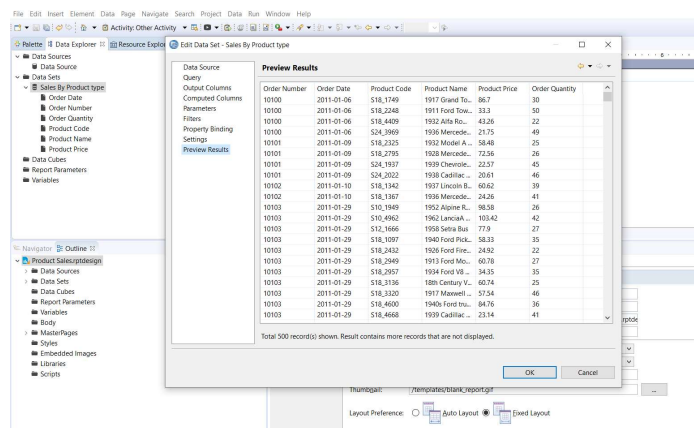 File Edit Insert Element Data Page Navigate Search Project Data Run Window Help
Activity: Other Activity
Palette Data Explorer Resource Explor
Data Sources
Data Source
Data Sets
Sales By Product type
Order Date
Order Number
Order Quantity
Product Code
Product Name
Product Price
Data Cubes
Report Parameters
Variables
Navigator Outline
Product Sales.rptdesign
Data Sources
Data Sets
Data Cubes
Report Parameters
Variables
Body
MasterPages
Styles
Embedded Images
Libraries
Scripts
Edit Data Set - Sales By Product type
Data Source
Query
Output Columns
Computed Columns
Parameters
Filters
Property Binding
Settings
Preview Results
Preview Results
Order Number Order Date Product Code Product Name Product Price Order Quantity
10100 2011-01-06 S18_1749 1917 Grand To... 86.7 30
10100 2011-01-06 S18_2248 1911 Ford Tow... 33.3 50
10100 2011-01-06 S18_4409 1932 Alfa Ro... 43.26 22
10100 2011-01-06 S24_3969 1936 Mercede... 21.75 49
10101 2011-01-09 S18_2325 1932 Model A ... 58.48 25
10101 2011-01-09 S18_2795 1928 Mercede... 72.56 26
10101 2011-01-09 S24_1937 1939 Chevrole... 22.57 45
10101 2011-01-09 S24_2022 1938 Cadillac ... 20.61 46
10102 2011-01-10 S18_1342 1937 Lincoln B... 60.62 39
10102 2011-01-10 S18_1367 1936 Mercede... 24.26 41
10103 2011-01-29 S10_1949 1952 Alpine R... 98.58 26
10103 2011-01-29 S10_4962 1962 LanciaA ... 103.42 42
10103 2011-01-29 S12_1666 1958 Setra Bus 77.9 27
10103 2011-01-29 S18_1097 1940 Ford Pick... 58.33 35
10103 2011-01-29 S18_2432 1926 Ford Fire... 24.92 22
10103 2011-01-29 S18_2949 1913 Ford Mo... 60.78 27
10103 2011-01-29 S18_2957 1934 Ford V8 ... 34.35 35
10103 2011-01-29 S18_3136 18th Century V... 60.74 25
10103 2011-01-29 S18_3320 1917 Maxwell ... 57.54 46
10103 2011-01-29 S18_4600 1940s Ford tru... 84.76 36
10103 2011-01-29 S18_4668 1939 Cadillac ... 23.14 41
Total 500 record(s) shown. Result contains more records that are not displayed.
OK Cancel
6
rptde
Thumbnail: /templates/blank_report.gif ...
Layout Preference: Auto Layout Fixed Layout